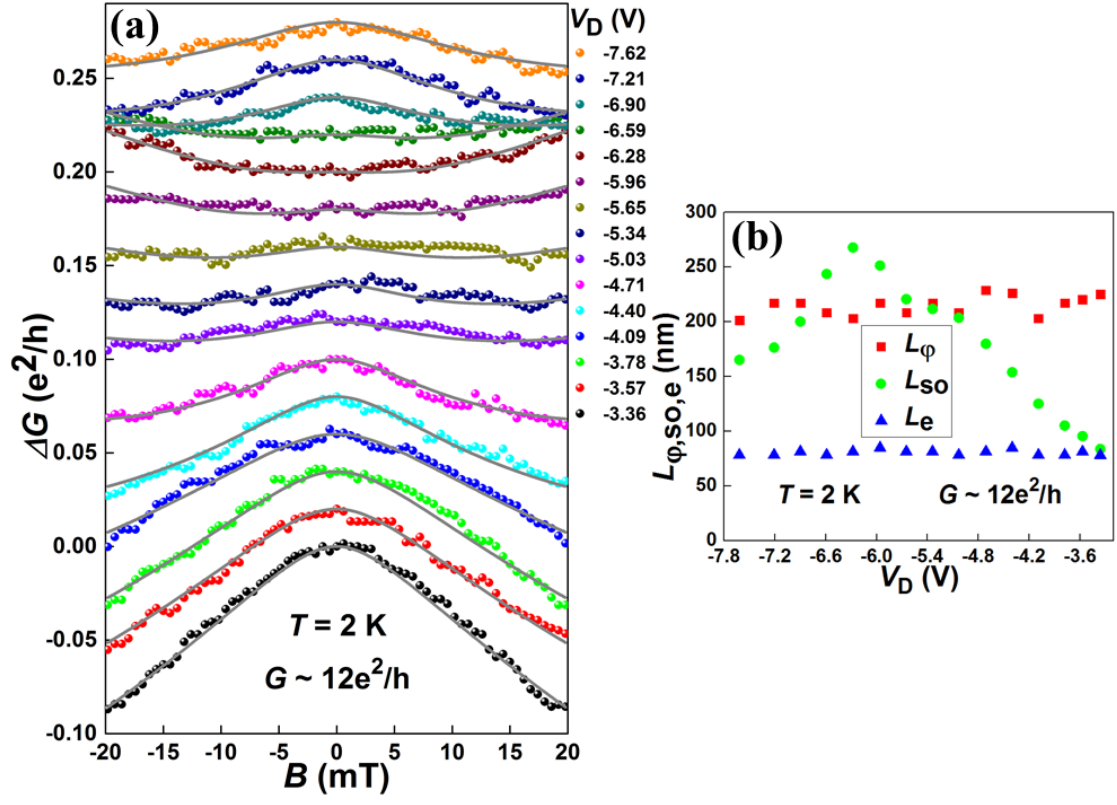 (a)
V_D (V)
-7.62
-7.21
-6.90
-6.59
-6.28
-5.96
-5.65
-5.34
-5.03
-4.71
-4.40
-4.09
-3.78
-3.57
-3.36
ΔG (e²/h)
0.25
0.20
0.15
0.10
0.05
0.00
-0.05
-0.10
T = 2 K
G ~ 12e²/h
-20 -15 -10 -5 0 5 10 15 20
B (mT)
(b)
L_φ,so,e (nm)
300
250
200
150
100
50
0
L_φ
L_so
L_e
T = 2 K G ~ 12e²/h
-7.8 -7.2 -6.6 -6.0 -5.4 -4.8 -4.2 -3.6
V_D (V)